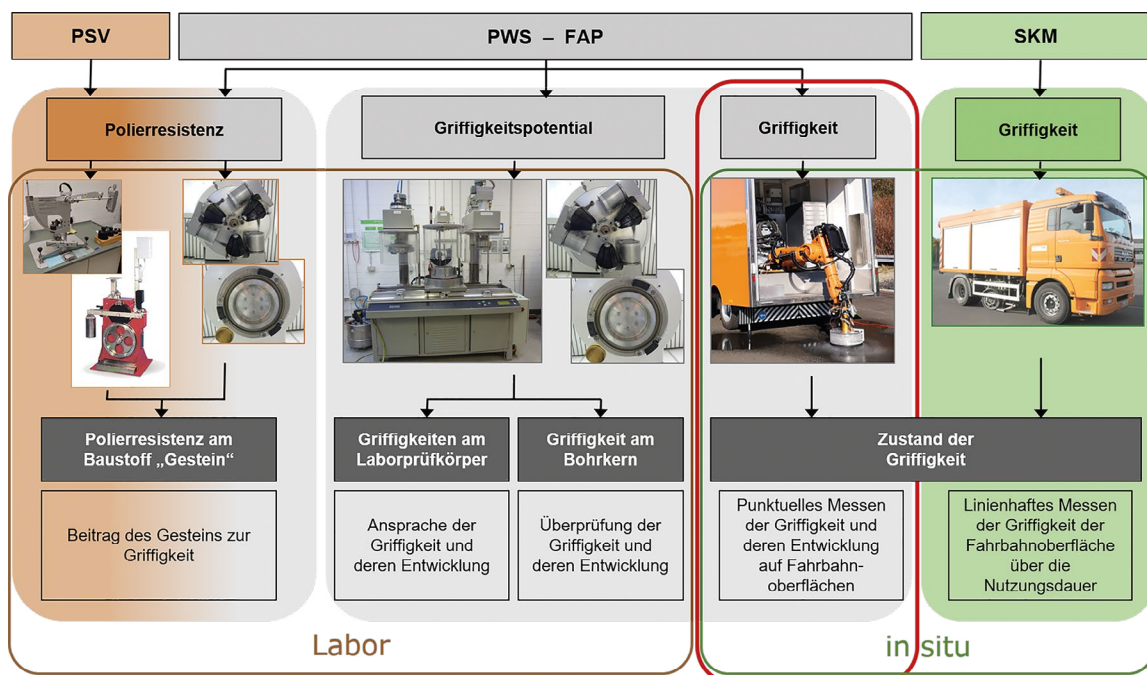 PSV
PWS – FAP
SKM
Polierresistenz
Griffigkeitspotential
Griffigkeit
Griffigkeit
Polierresistenz am
Baustoff „Gestein“
Griffigkeiten am
Laborprüfkörper
Griffigkeit am
Bohrkern
Zustand der
Griffigkeit
Beitrag des Gesteins zur
Griffigkeit
Ansprache der
Griffigkeit und
deren Entwicklung
Überprüfung der
Griffigkeit und
deren Entwicklung
Punktuelles Messen
der Griffigkeit und
deren Entwicklung
auf Fahrbahn-
oberflächen
Linienhaftes Messen
der Griffigkeit der
Fahrbahnoberfläche
über die
Nutzungsdauer
Labor
in situ